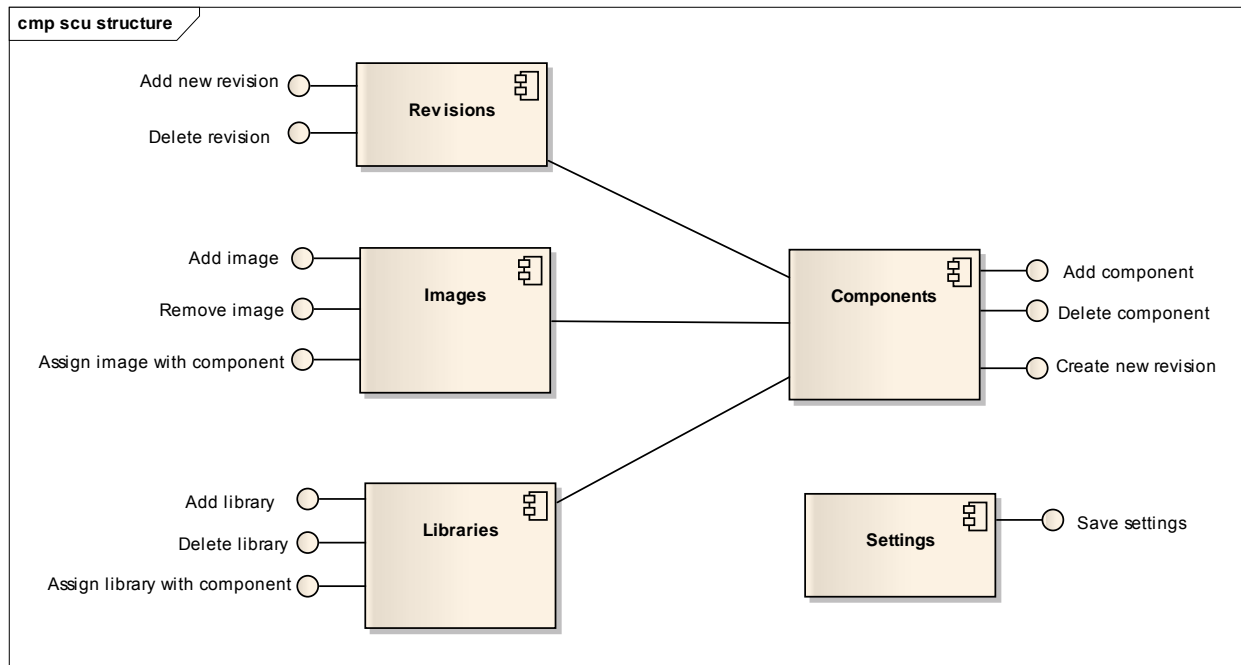 cmp scu structure
Add new revision
Delete revision
Revisions
Add image
Remove image
Assign image with component
Images
Components
Add component
Delete component
Create new revision
Add library
Delete library
Assign library with component
Libraries
Settings
Save settings